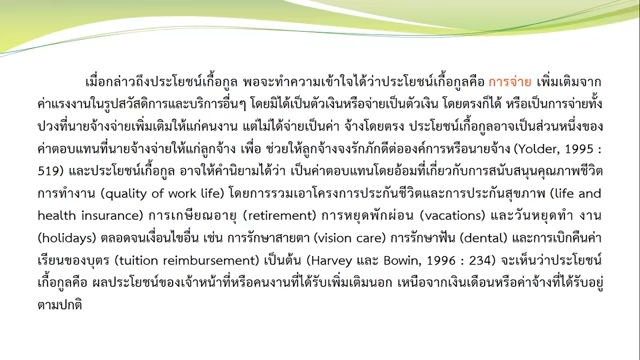 เมื่อกล่าวถึงประโยชน์เกื้อกูล พอจะทำความเข้าใจได้ว่าประโยชน์เกื้อกูลคือ การจ่าย เพิ่มเติมจาก
ค่าแรงงานในรูปสวัสดิการและบริการอื่นๆ โดยมิได้เป็นตัวเงินหรือจ่ายเป็นตัวเงิน โดยตรงก็ได้ หรือเป็นการจ่ายทั้ง
ปวงที่นายจ้างจ่ายเพิ่มเติมให้แก่คนงาน แต่ไม่ได้จ่ายเป็นค่า จ้างโดยตรง ประโยชน์เกื้อกูลอาจเป็นส่วนหนึ่งของ
ค่าตอบแทนที่นายจ้างจ่ายให้แก่ลูกจ้าง เพื่อ ช่วยให้ลูกจ้างจงรักภักดีต่อองค์การหรือนายจ้าง (Yolder, 1995 :
519) และประโยชน์เกื้อกูล อาจให้คำนิยามได้ว่า เป็นค่าตอบแทนโดยอ้อมที่เกี่ยวกับการสนับสนุนคุณภาพชีวิต
การทำงาน (quality of work life) โดยการรวมเอาโครงการประกันชีวิตและการประกันสุขภาพ (life and
health insurance) การเกษียณอายุ (retirement) การหยุดพักผ่อน (vacations) และวันหยุดทำ งาน
(holidays) ตลอดจนเงื่อนไขอื่น เช่น การรักษาสายตา (vision care) การรักษาฟัน (dental) และการเบิกคืนค่า
เรียนของบุตร (tuition reimbursement) เป็นต้น (Harvey และ Bowin, 1996 : 234) จะเห็นว่าประโยชน์
เกื้อกูลคือ ผลประโยชน์ของเจ้าหน้าที่หรือคนงานที่ได้รับเพิ่มเติมนอก เหนือจากเงินเดือนหรือค่าจ้างที่ได้รับอยู่
ตามปกติ